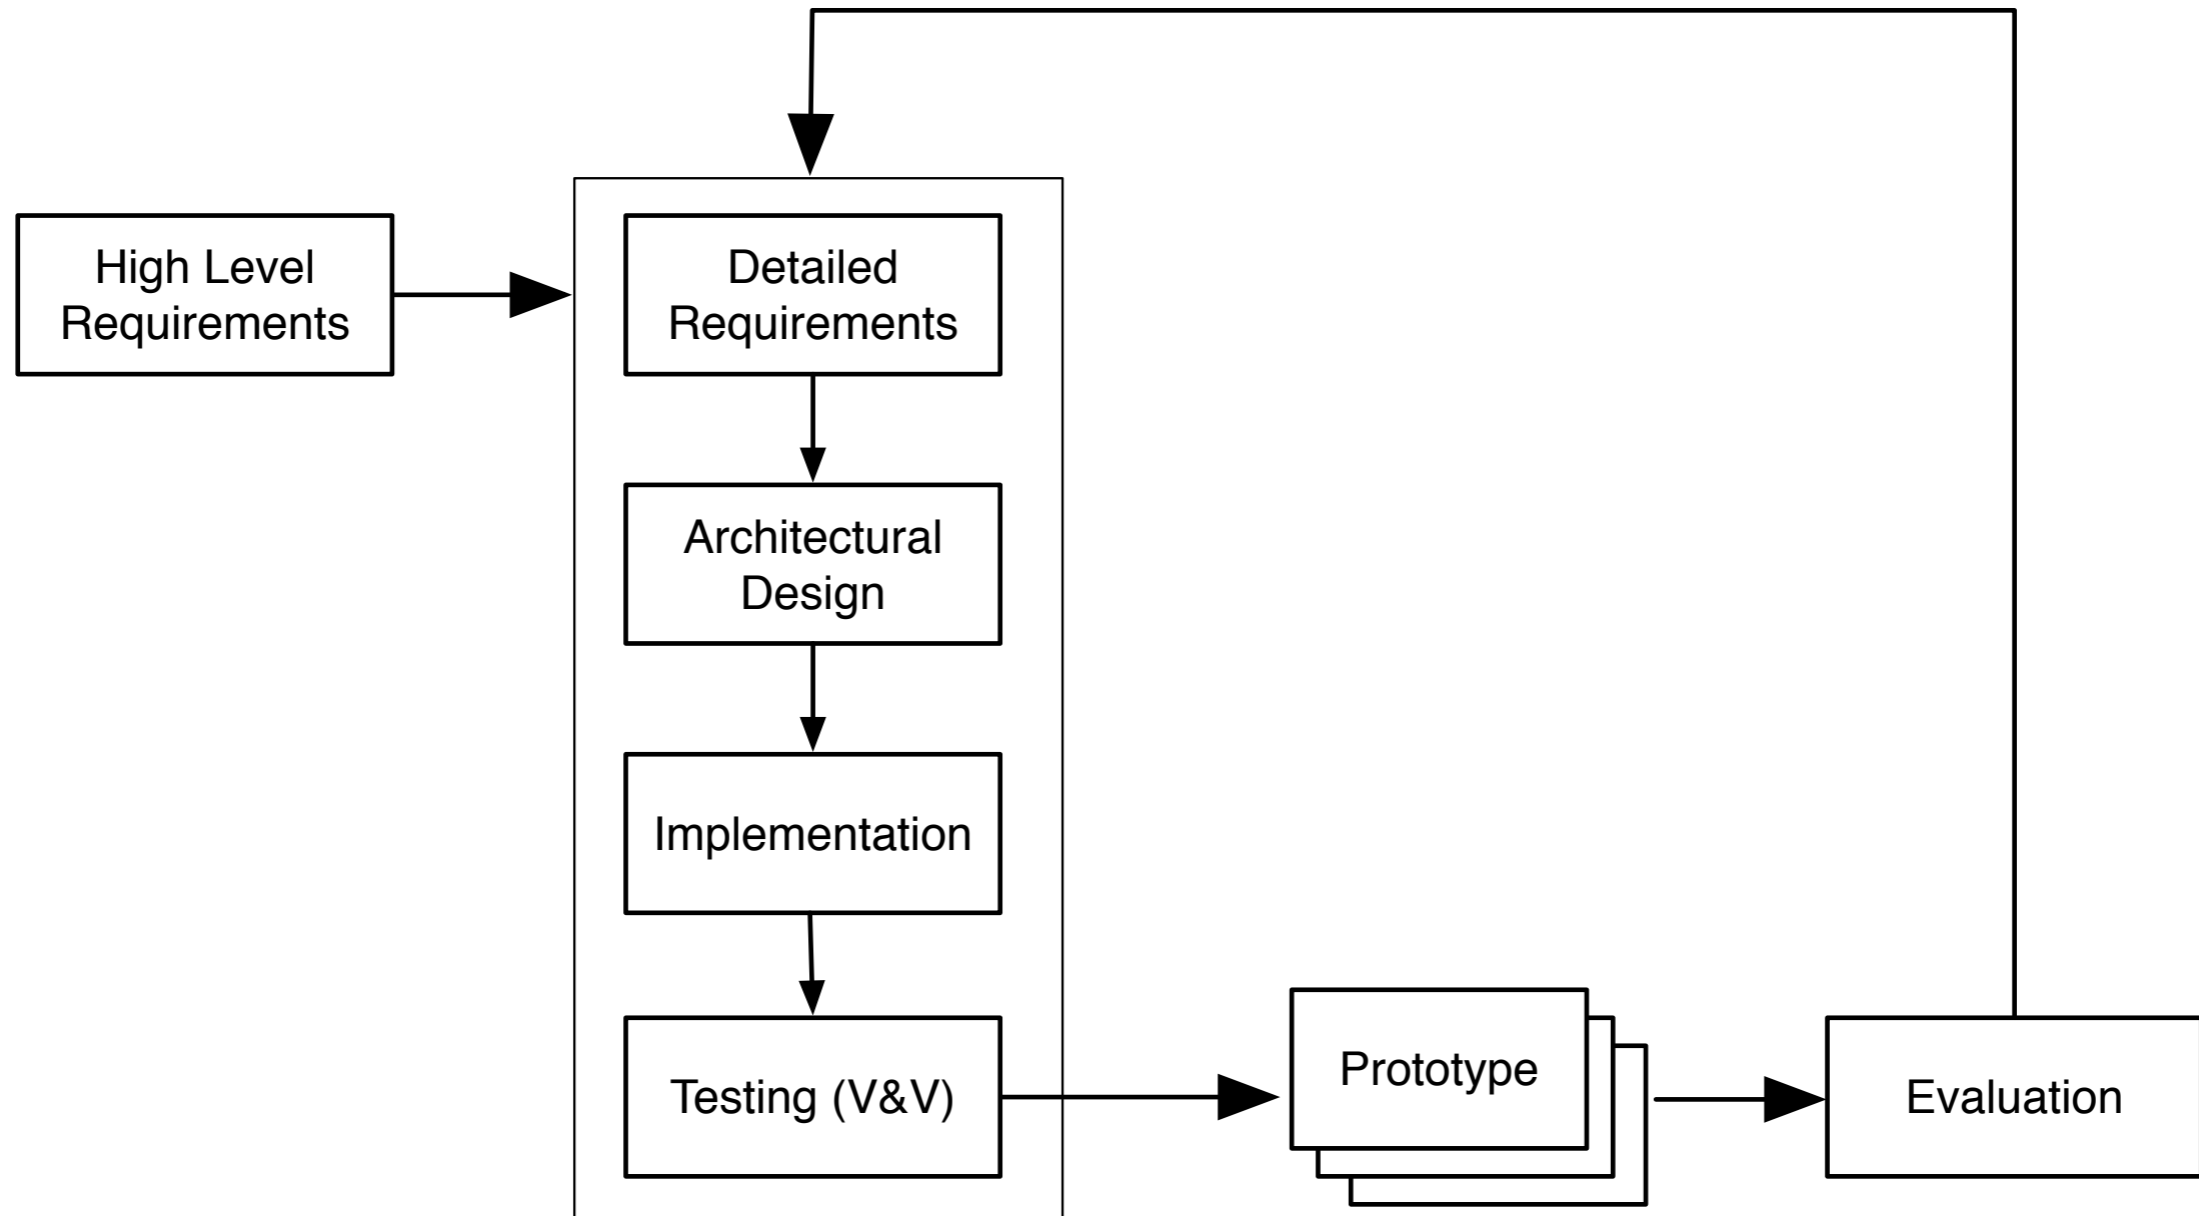 High Level
Requirements
Detailed
Requirements
Architectural
Design
Implementation
Testing (V&V)
Prototype
Evaluation